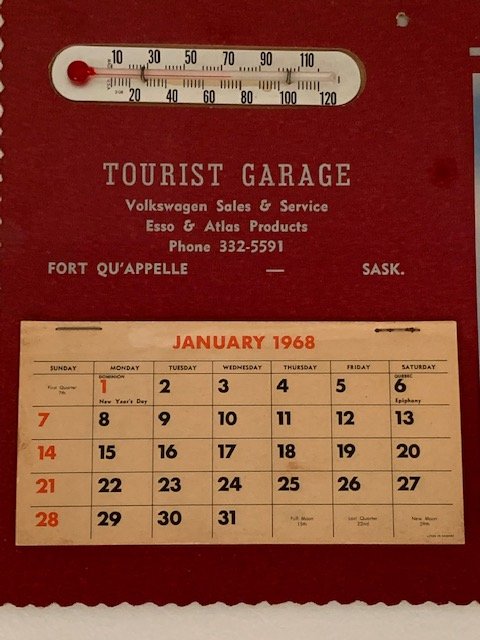 10 30 50 70 90 110
20 40 60 80 100 120
TOURIST GARAGE
Volkswagen Sales & Service
Esso & Atlas Products
Phone 332-5591
FORT QU'APPELLE — SASK.
JANUARY 1968
SUNDAY MONDAY TUESDAY WEDNESDAY THURSDAY FRIDAY SATURDAY
First Quarter 7th DOMINION 1 New Year's Day 2 3 4 5 QUEBEC 6 Epiphany
7 8 9 10 11 12 13
14 15 16 17 18 19 20
21 22 23 24 25 26 27
28 29 30 31 Full Moon 15th Last Quarter 22nd New Moon 29th